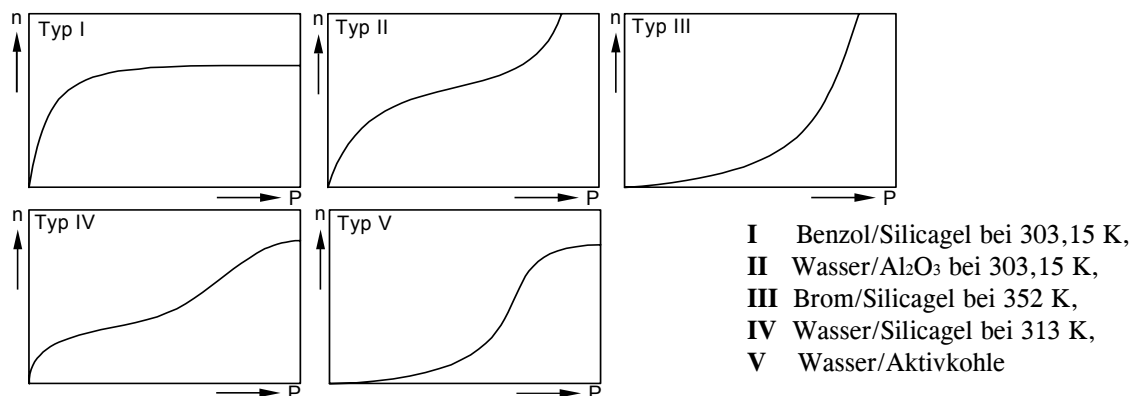 n
Typ I
P
n
Typ II
P
n
Typ III
P
n
Typ IV
P
n
Typ V
P
I Benzol/Silicagel bei 303,15 K,
II Wasser/Al₂O₃ bei 303,15 K,
III Brom/Silicagel bei 352 K,
IV Wasser/Silicagel bei 313 K,
V Wasser/Aktivkohle